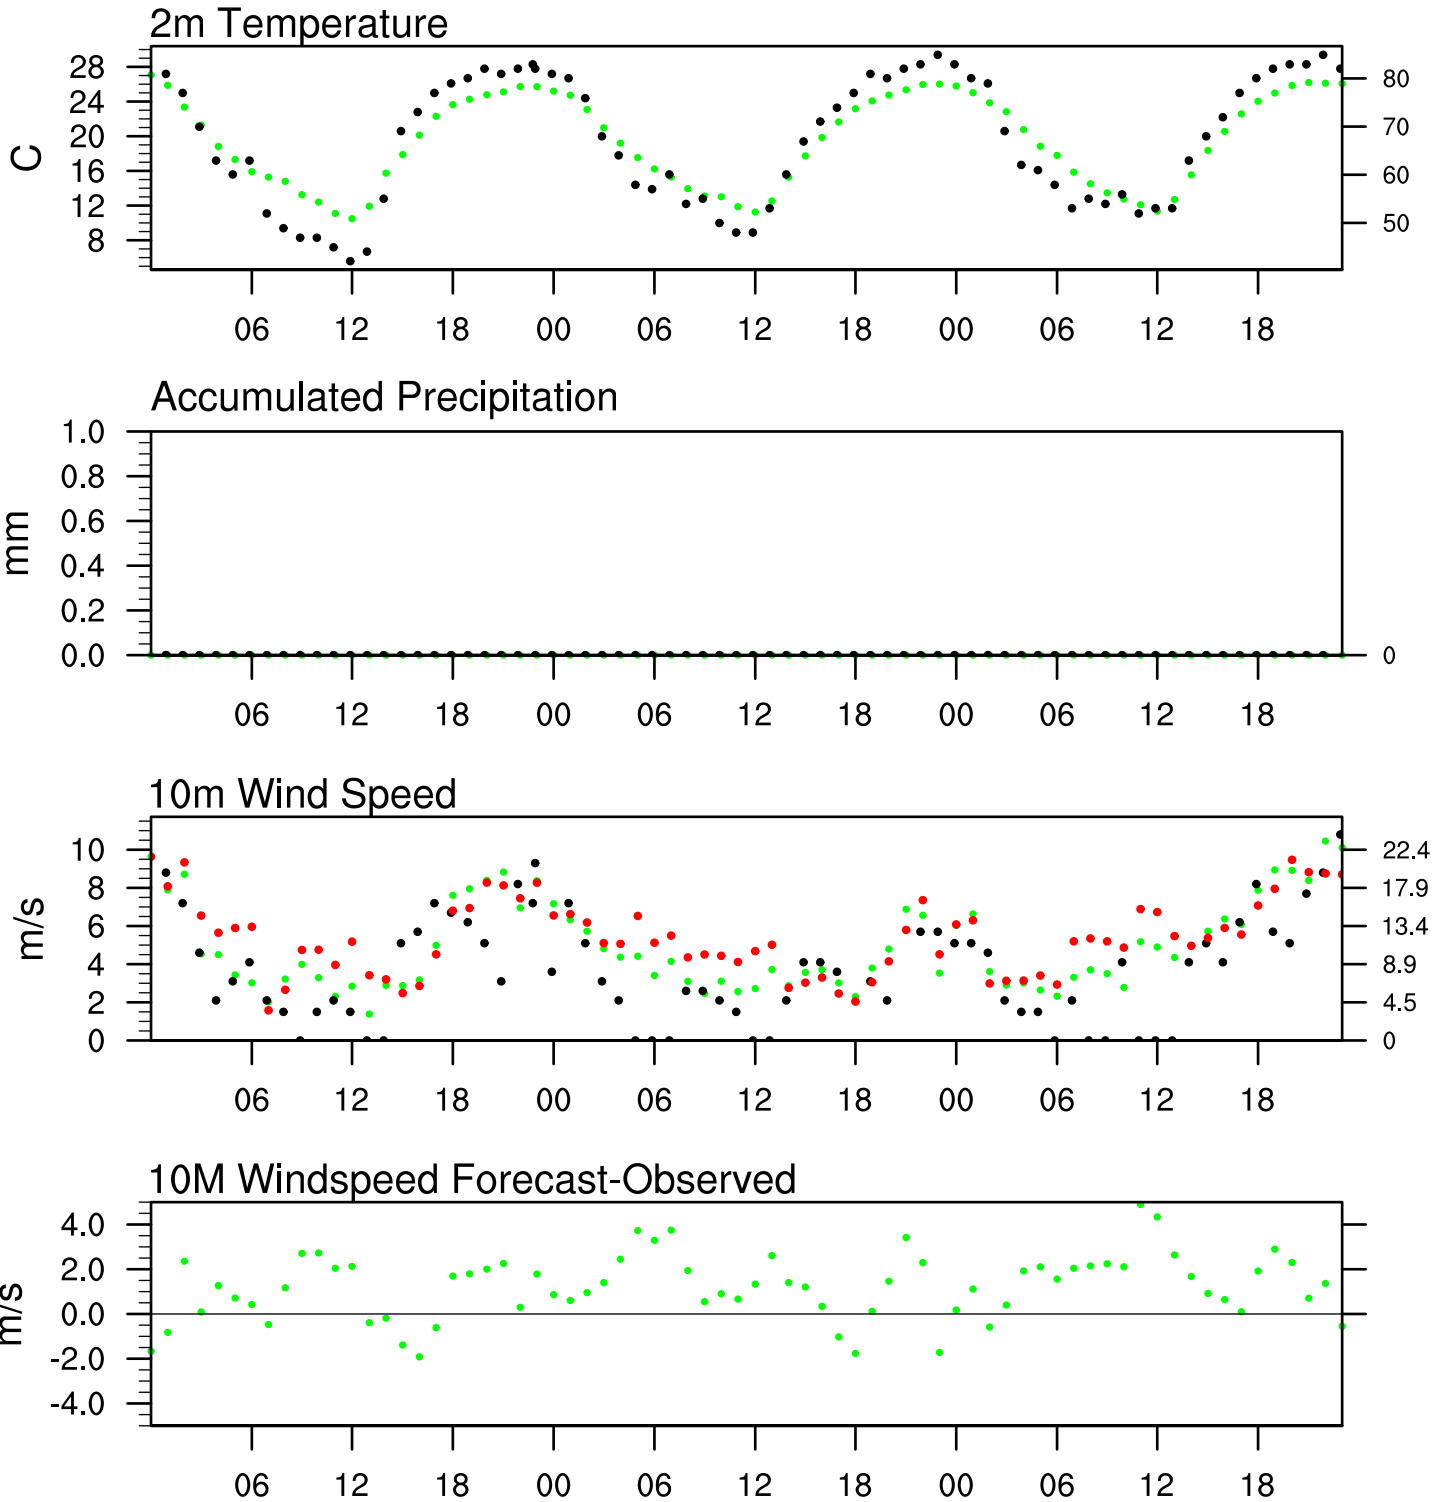 2m Temperature
28
24
20
16
12
8
C
80
70
60
50
06 12 18 00 06 12 18 00 06 12 18
Accumulated Precipitation
1.0
0.8
0.6
0.4
0.2
0.0
mm
0
06 12 18 00 06 12 18 00 06 12 18
10m Wind Speed
10
8
6
4
2
0
m/s
22.4
17.9
13.4
8.9
4.5
0
06 12 18 00 06 12 18 00 06 12 18
10M Windspeed Forecast-Observed
4.0
2.0
0.0
-2.0
-4.0
m/s
06 12 18 00 06 12 18 00 06 12 18